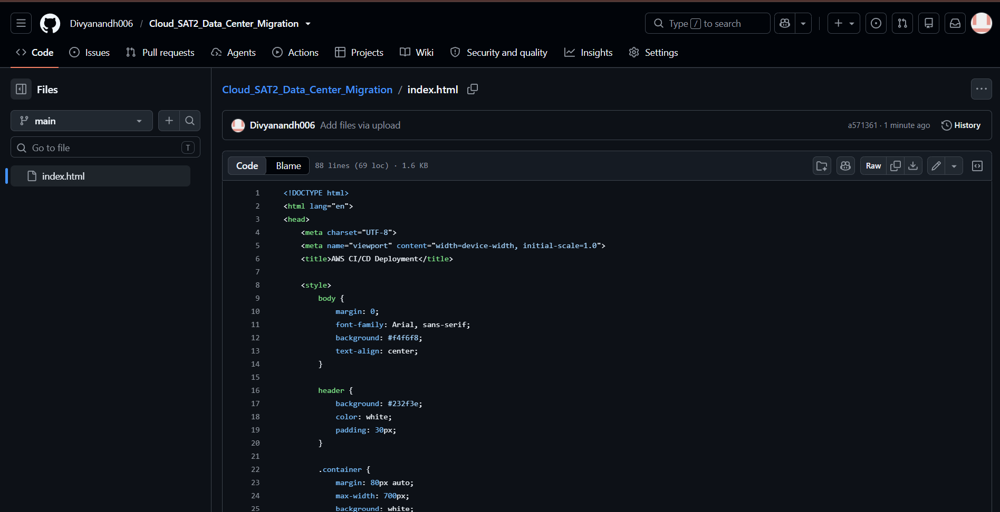 Divyanandh006 / Cloud_SAT2_Data_Center_Migration
Type / to search
Code
Issues
Pull requests
Agents
Actions
Projects
Wiki
Security and quality
Insights
Settings
Files
main
Go to file
T
index.html
Cloud_SAT2_Data_Center_Migration / index.html
Divyanandh006 Add files via upload
a571361 · 1 minute ago
History
Code
Blame
88 lines (69 loc) · 1.6 KB
Raw
1 <!DOCTYPE html>
2 <html lang="en">
3 <head>
4     <meta charset="UTF-8">
5     <meta name="viewport" content="width=device-width, initial-scale=1.0">
6     <title>AWS CI/CD Deployment</title>
7
8     <style>
9         body {
10             margin: 0;
11             font-family: Arial, sans-serif;
12             background: #f4f6f8;
13             text-align: center;
14         }
15
16         header {
17             background: #232f3e;
18             color: white;
19             padding: 30px;
20         }
21
22         .container {
23             margin: 80px auto;
24             max-width: 700px;
25             background: white;